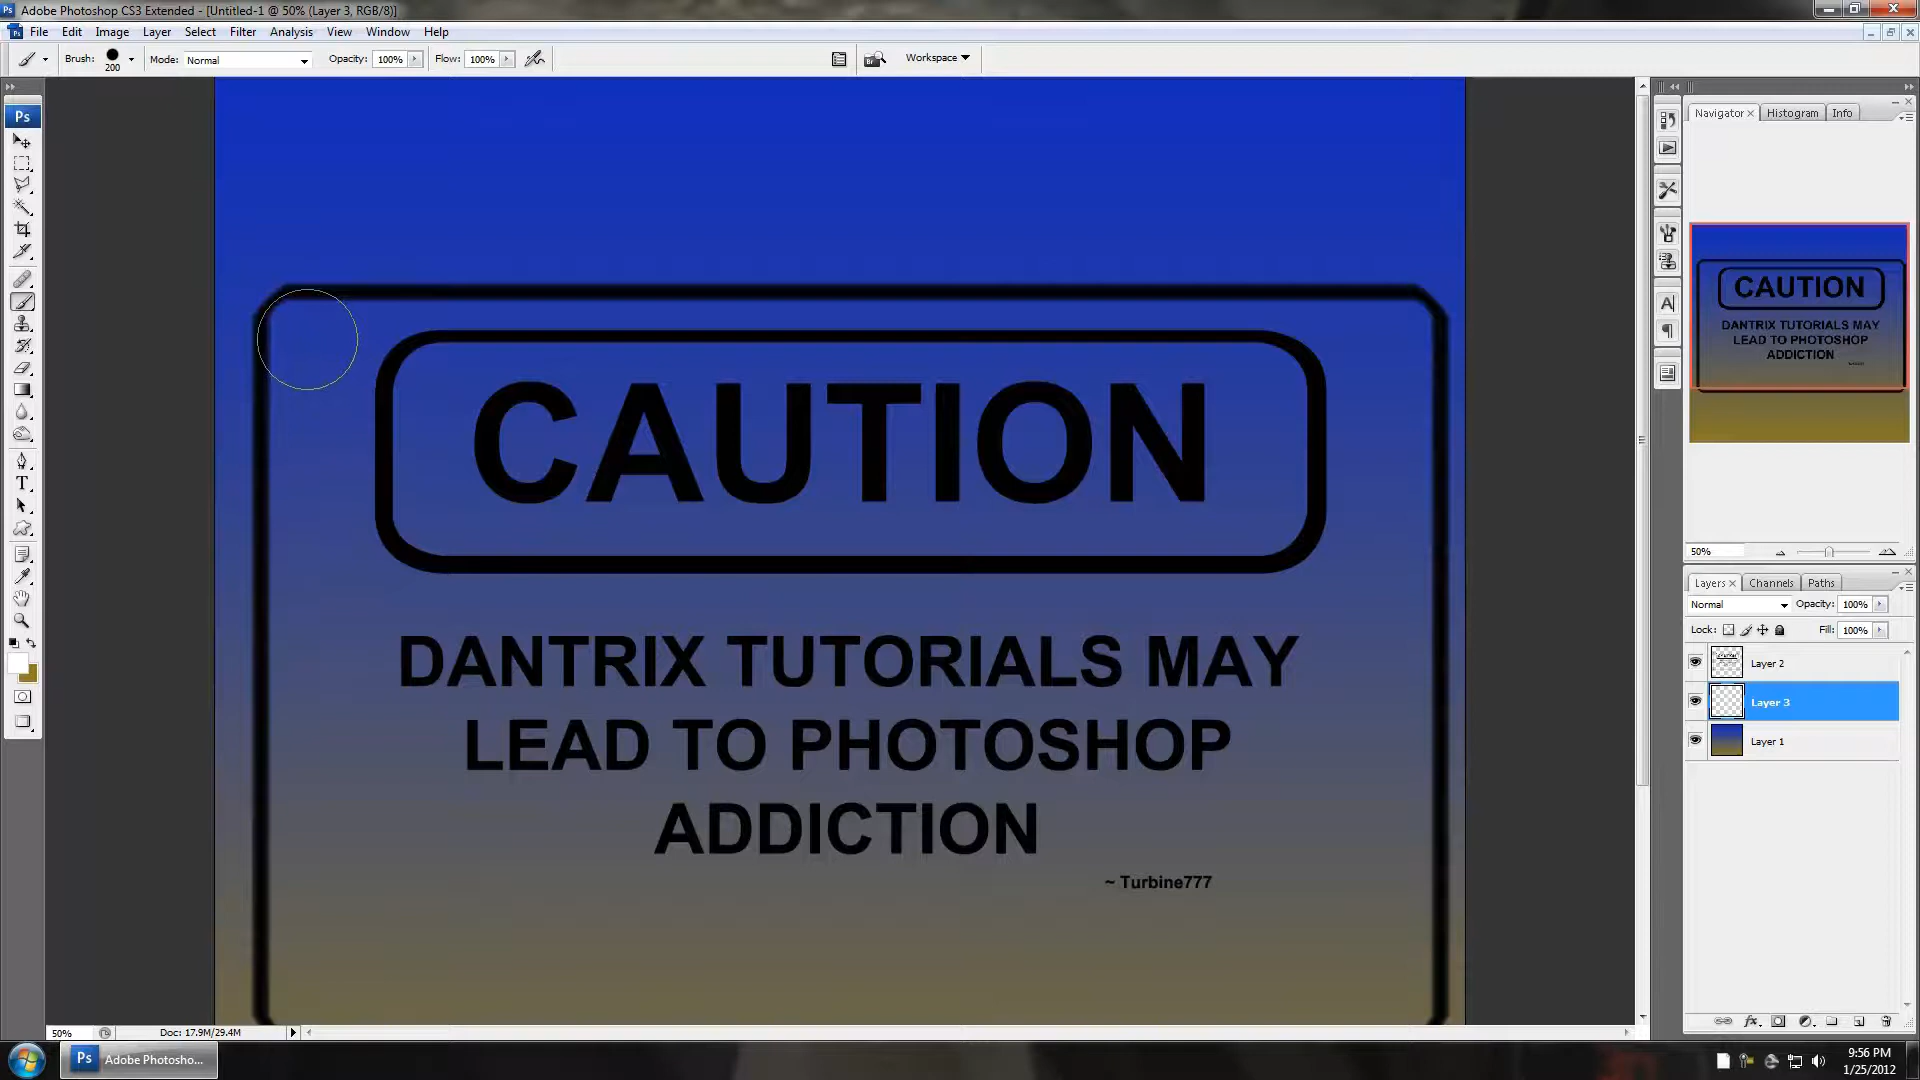 Adobe Photoshop CS3 Extended - [Untitled-1 @ 50% (Layer 3, RGB/8)]
File Edit Image Layer Select Filter Analysis View Window Help
Brush: 200 Mode: Normal Opacity: 100% Flow: 100% Workspace
Ps
Navigator Histogram Info
CAUTION
DANTRIX TUTORIALS MAY
LEAD TO PHOTOSHOP
ADDICTION
~ Turbine777
CAUTION
DANTRIX TUTORIALS MAY
LEAD TO PHOTOSHOP
ADDICTION
50%
Layers Channels Paths
Normal Opacity: 100%
Lock: Fill: 100%
Layer 2
Layer 3
Layer 1
50% Doc: 17.9M/29.4M
Ps Adobe Photosho...
9:56 PM
1/25/2012